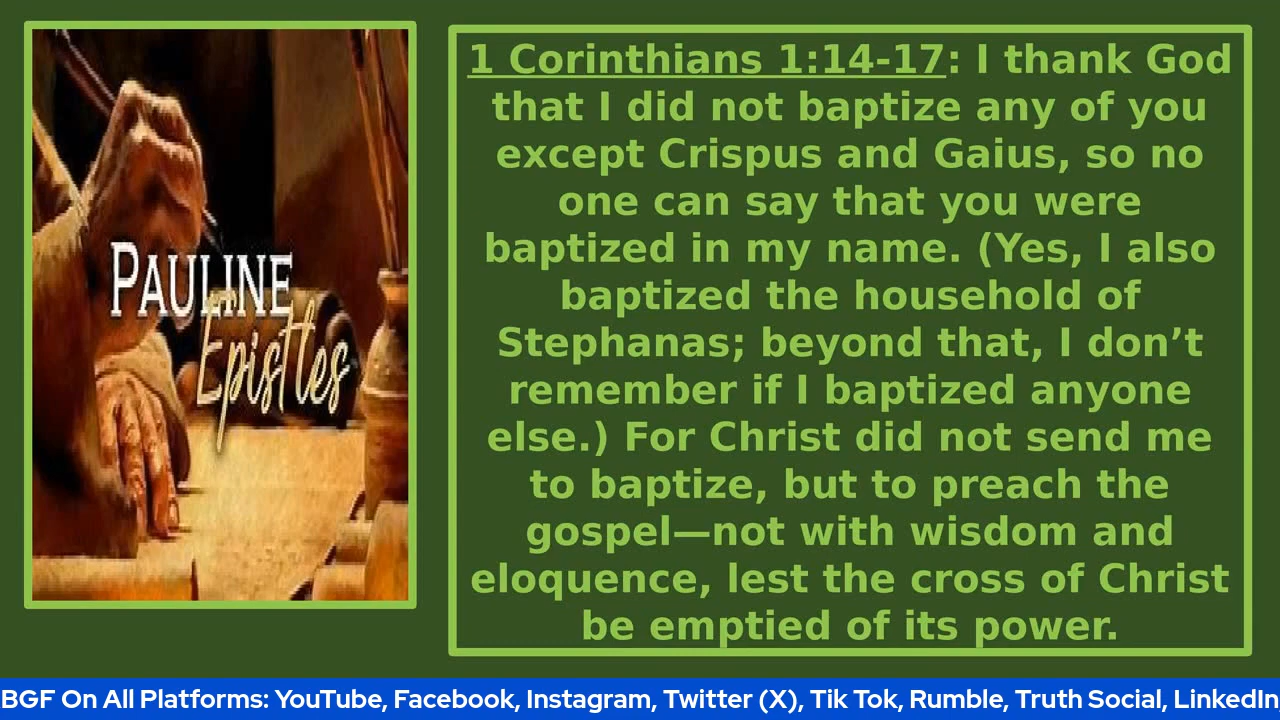 PAULINE
Epistles
1 Corinthians 1:14-17: I thank God
that I did not baptize any of you
except Crispus and Gaius, so no
one can say that you were
baptized in my name. (Yes, I also
baptized the household of
Stephanas; beyond that, I don’t
remember if I baptized anyone
else.) For Christ did not send me
to baptize, but to preach the
gospel—not with wisdom and
eloquence, lest the cross of Christ
be emptied of its power.
BGF On All Platforms: YouTube, Facebook, Instagram, Twitter (X), Tik Tok, Rumble, Truth Social, LinkedIn,